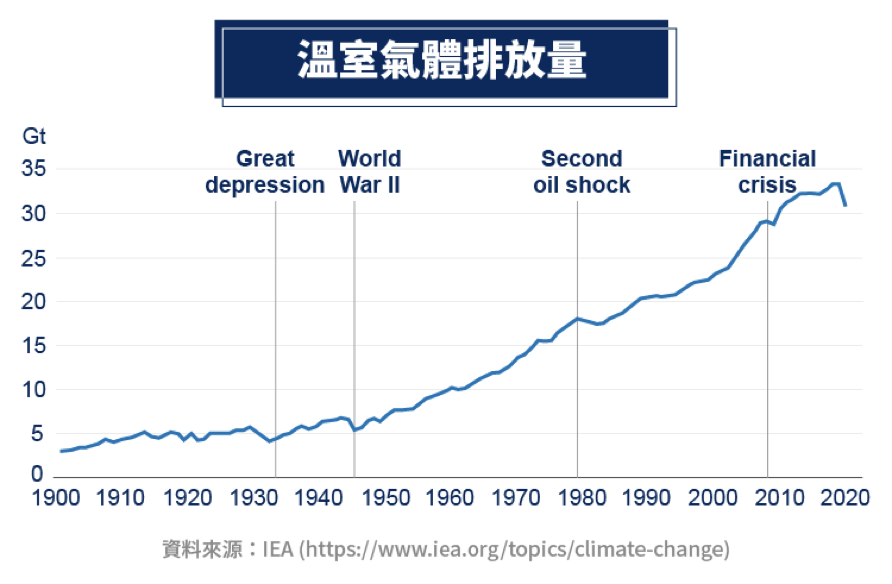 溫室氣體排放量
Gt
Great depression
World War II
Second oil shock
Financial crisis
35
30
25
20
15
10
5
0
1900 1910 1920 1930 1940 1950 1960 1970 1980 1990 2000 2010 2020
資料來源：IEA (https://www.iea.org/topics/climate-change)